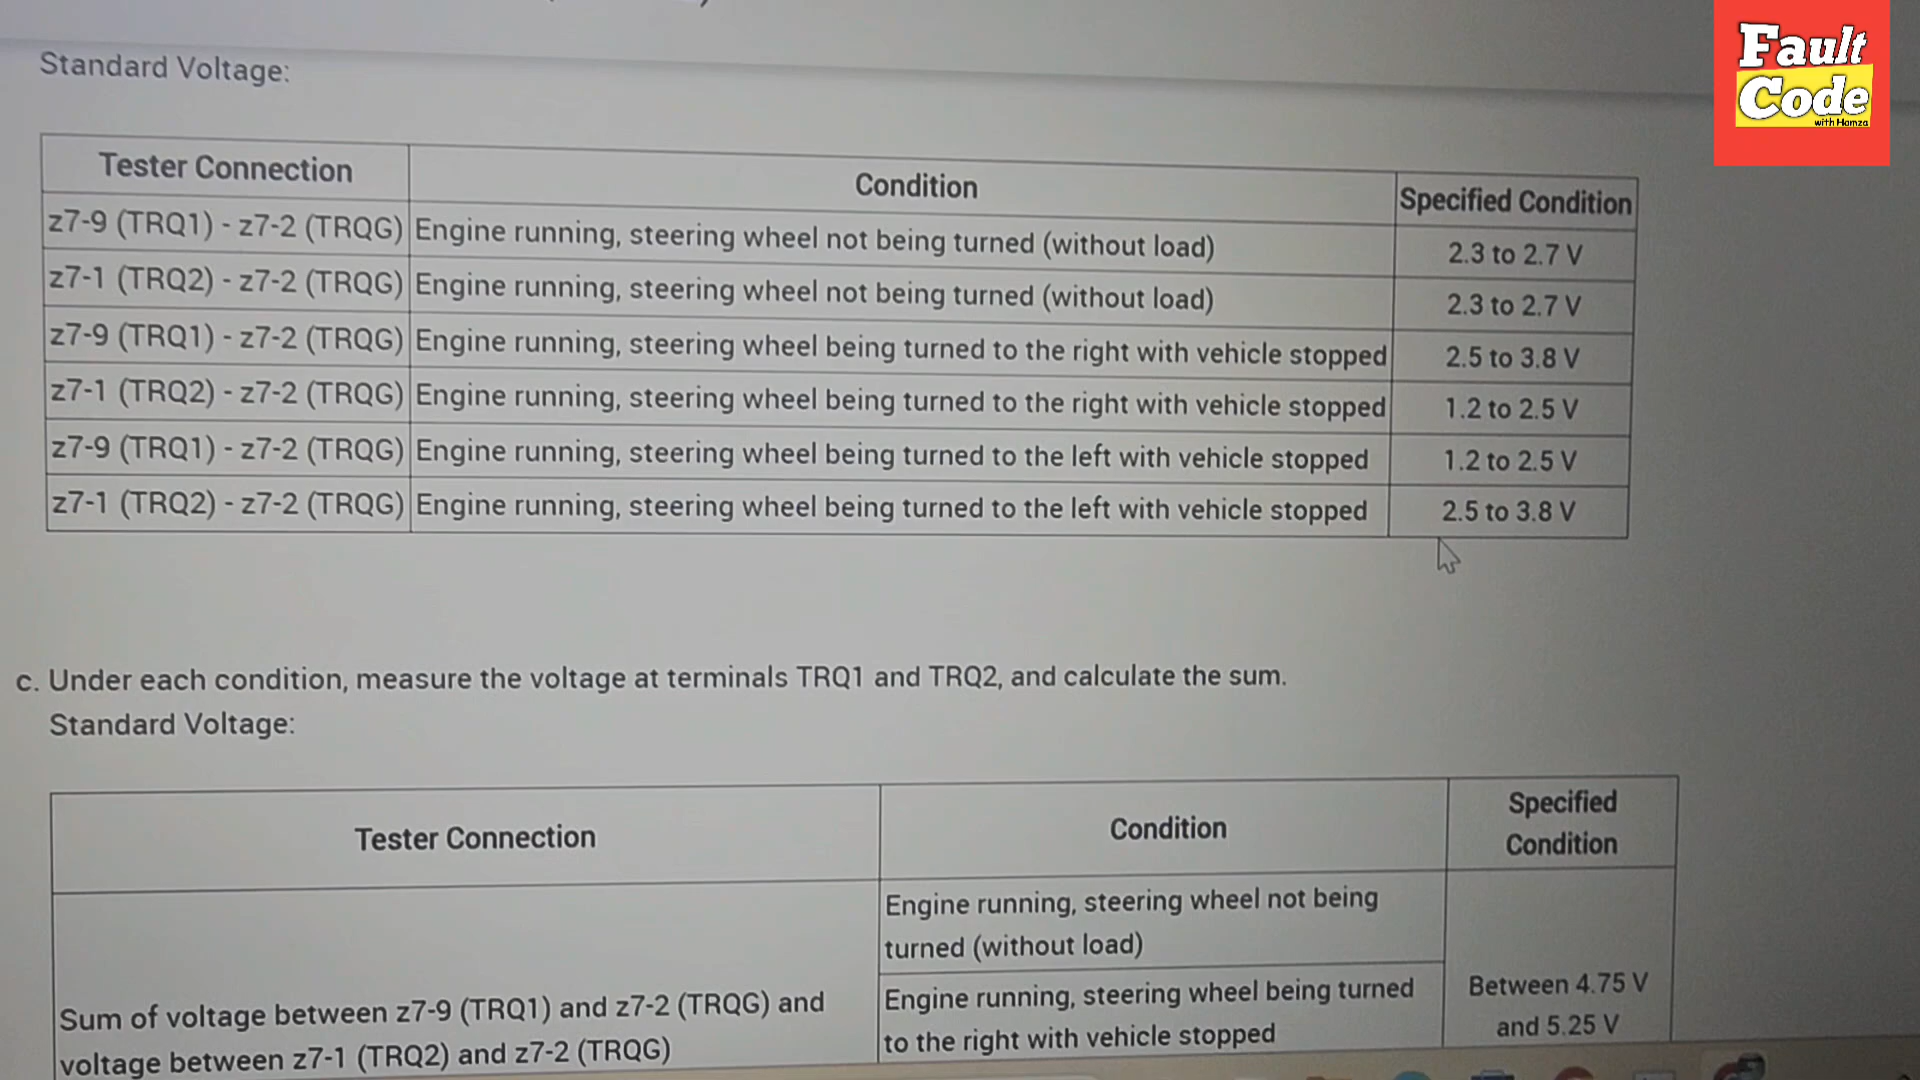 Fault
Code
with Hamza
Standard Voltage:
Tester Connection Condition Specified Condition
z7-9 (TRQ1) - z7-2 (TRQG) Engine running, steering wheel not being turned (without load) 2.3 to 2.7 V
z7-1 (TRQ2) - z7-2 (TRQG) Engine running, steering wheel not being turned (without load) 2.3 to 2.7 V
z7-9 (TRQ1) - z7-2 (TRQG) Engine running, steering wheel being turned to the right with vehicle stopped 2.5 to 3.8 V
z7-1 (TRQ2) - z7-2 (TRQG) Engine running, steering wheel being turned to the right with vehicle stopped 1.2 to 2.5 V
z7-9 (TRQ1) - z7-2 (TRQG) Engine running, steering wheel being turned to the left with vehicle stopped 1.2 to 2.5 V
z7-1 (TRQ2) - z7-2 (TRQG) Engine running, steering wheel being turned to the left with vehicle stopped 2.5 to 3.8 V
c. Under each condition, measure the voltage at terminals TRQ1 and TRQ2, and calculate the sum.
Standard Voltage:
Tester Connection Condition Specified
Condition
Engine running, steering wheel not being
turned (without load)
Sum of voltage between z7-9 (TRQ1) and z7-2 (TRQG) and
voltage between z7-1 (TRQ2) and z7-2 (TRQG)
Engine running, steering wheel being turned
to the right with vehicle stopped
Between 4.75 V
and 5.25 V